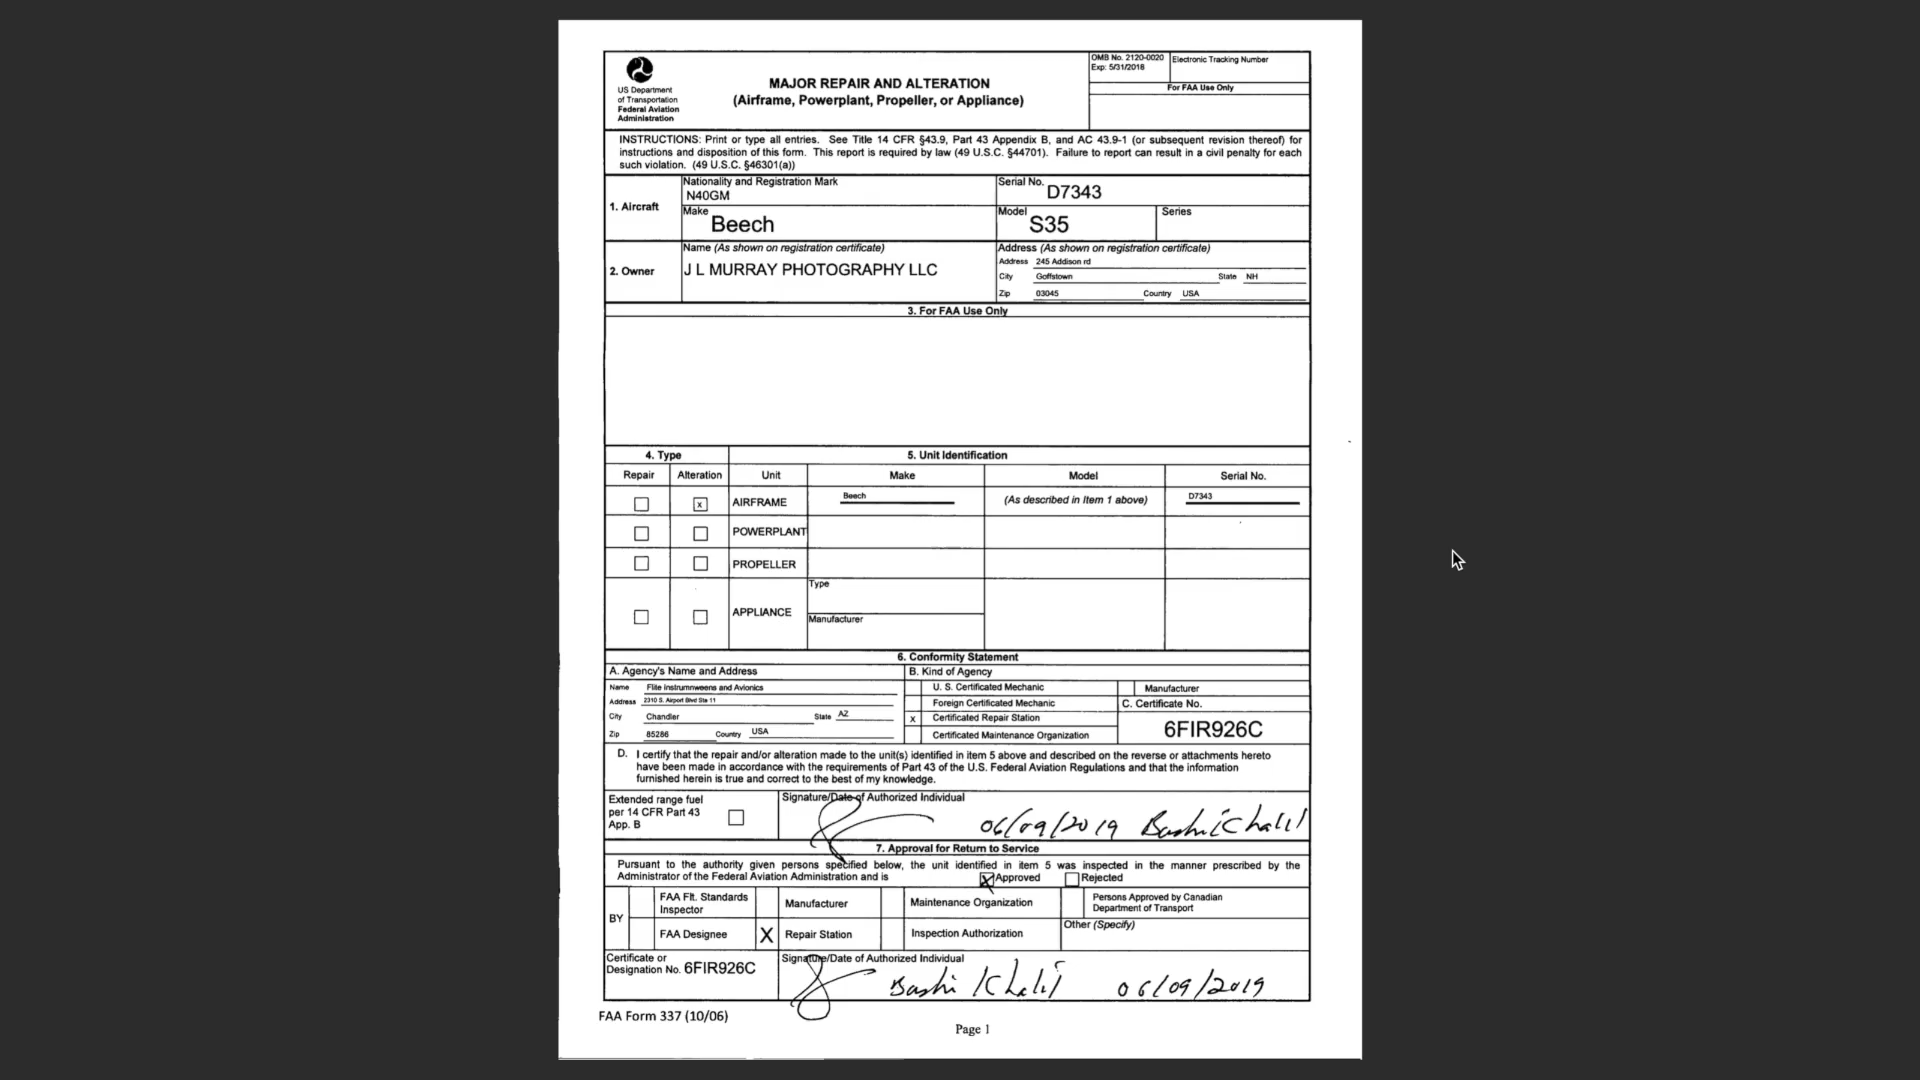 US Department
of Transportation
Federal Aviation
Administration
MAJOR REPAIR AND ALTERATION
(Airframe, Powerplant, Propeller, or Appliance)
OMB No. 2120-0020
Exp: 5/31/2018
Electronic Tracking Number
For FAA Use Only
INSTRUCTIONS: Print or type all entries. See Title 14 CFR §43.9, Part 43 Appendix B, and AC 43.9-1 (or subsequent revision thereof) for
instructions and disposition of this form. This report is required by law (49 U.S.C. §44701). Failure to report can result in a civil penalty for each
such violation. (49 U.S.C. §46301(a))
1. Aircraft
Nationality and Registration Mark
N40GM
Serial No. D7343
Make Beech
Model S35
Series
2. Owner
Name (As shown on registration certificate)
J L MURRAY PHOTOGRAPHY LLC
Address (As shown on registration certificate)
Address 245 Addison rd
City Goffstown State NH
Zip 03045 Country USA
3. For FAA Use Only
4. Type 5. Unit Identification
Repair Alteration Unit Make Model Serial No.
x AIRFRAME Beech (As described in Item 1 above) D7343
POWERPLANT
PROPELLER
APPLIANCE
Type
Manufacturer
6. Conformity Statement
A. Agency's Name and Address
Name Flite Instrumnweens and Avionics
Address 2310 S. Airport Blvd Ste 11
City Chandler State AZ
Zip 85286 Country USA
B. Kind of Agency
U. S. Certificated Mechanic
Foreign Certificated Mechanic
x Certificated Repair Station
Certificated Maintenance Organization
Manufacturer
C. Certificate No.
6FIR926C
D. I certify that the repair and/or alteration made to the unit(s) identified in item 5 above and described on the reverse or attachments hereto
have been made in accordance with the requirements of Part 43 of the U.S. Federal Aviation Regulations and that the information
furnished herein is true and correct to the best of my knowledge.
Extended range fuel
per 14 CFR Part 43
App. B
Signature/Date of Authorized Individual
06/09/2019 Bashi Khalil
7. Approval for Return to Service
Pursuant to the authority given persons specified below, the unit identified in item 5 was inspected in the manner prescribed by the
Administrator of the Federal Aviation Administration and is X Approved Rejected
BY
FAA Flt. Standards
Inspector
Manufacturer
Maintenance Organization
Persons Approved by Canadian
Department of Transport
FAA Designee
X Repair Station
Inspection Authorization
Other (Specify)
Certificate or
Designation No. 6FIR926C
Signature/Date of Authorized Individual
Bashi Khalil 06/09/2019
FAA Form 337 (10/06)
Page 1